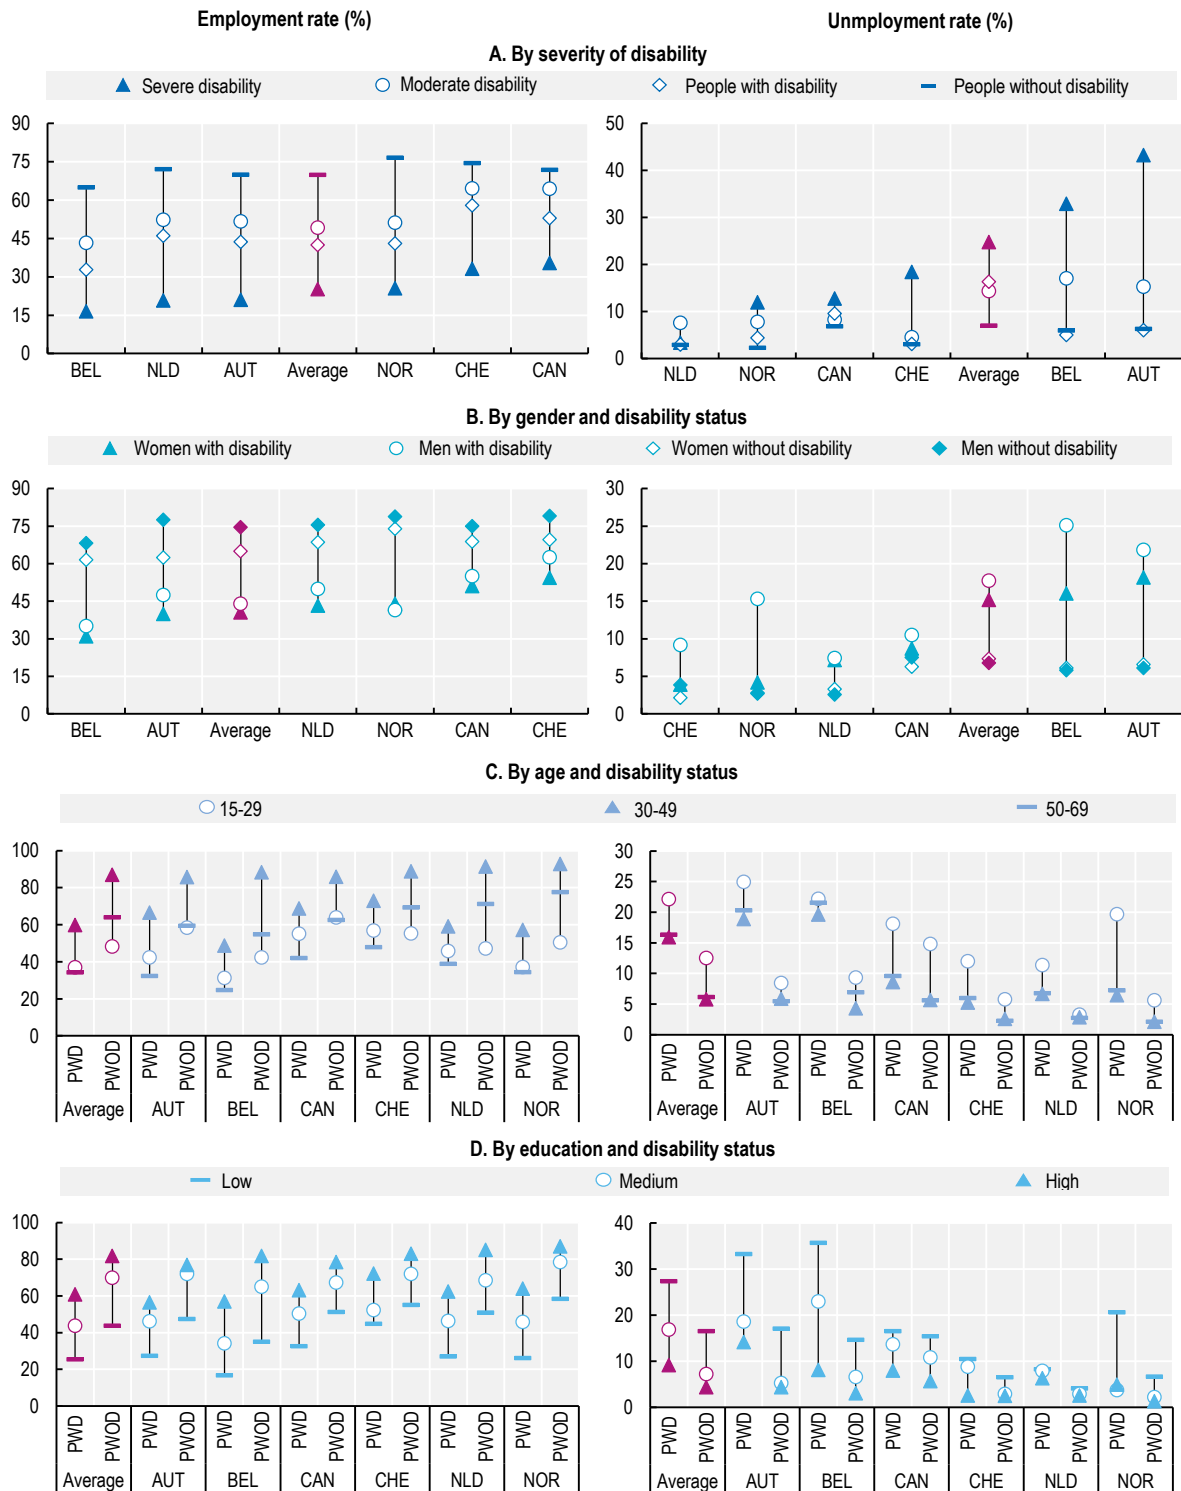 Employment rate (%)
Unmployment rate (%)
A. By severity of disability
Severe disability
Moderate disability
People with disability
People without disability
90
75
60
45
30
15
0
BEL
NLD
AUT
Average
NOR
CHE
CAN
50
40
30
20
10
0
NLD
NOR
CAN
CHE
Average
BEL
AUT
B. By gender and disability status
Women with disability
Men with disability
Women without disability
Men without disability
90
75
60
45
30
15
0
BEL
AUT
Average
NLD
NOR
CAN
CHE
30
25
20
15
10
5
0
CHE
NOR
NLD
CAN
Average
BEL
AUT
C. By age and disability status
15-29
30-49
50-69
100
80
60
40
20
0
PWD
PWOD
PWD
PWOD
PWD
PWOD
PWD
PWOD
PWD
PWOD
PWD
PWOD
PWD
PWOD
Average
AUT
BEL
CAN
CHE
NLD
NOR
30
25
20
15
10
5
0
PWD
PWOD
PWD
PWOD
PWD
PWOD
PWD
PWOD
PWD
PWOD
PWD
PWOD
PWD
PWOD
Average
AUT
BEL
CAN
CHE
NLD
NOR
D. By education and disability status
Low
Medium
High
100
80
60
40
20
0
PWD
PWOD
PWD
PWOD
PWD
PWOD
PWD
PWOD
PWD
PWOD
PWD
PWOD
PWD
PWOD
Average
AUT
BEL
CAN
CHE
NLD
NOR
40
30
20
10
0
PWD
PWOD
PWD
PWOD
PWD
PWOD
PWD
PWOD
PWD
PWOD
PWD
PWOD
PWD
PWOD
Average
AUT
BEL
CAN
CHE
NLD
NOR